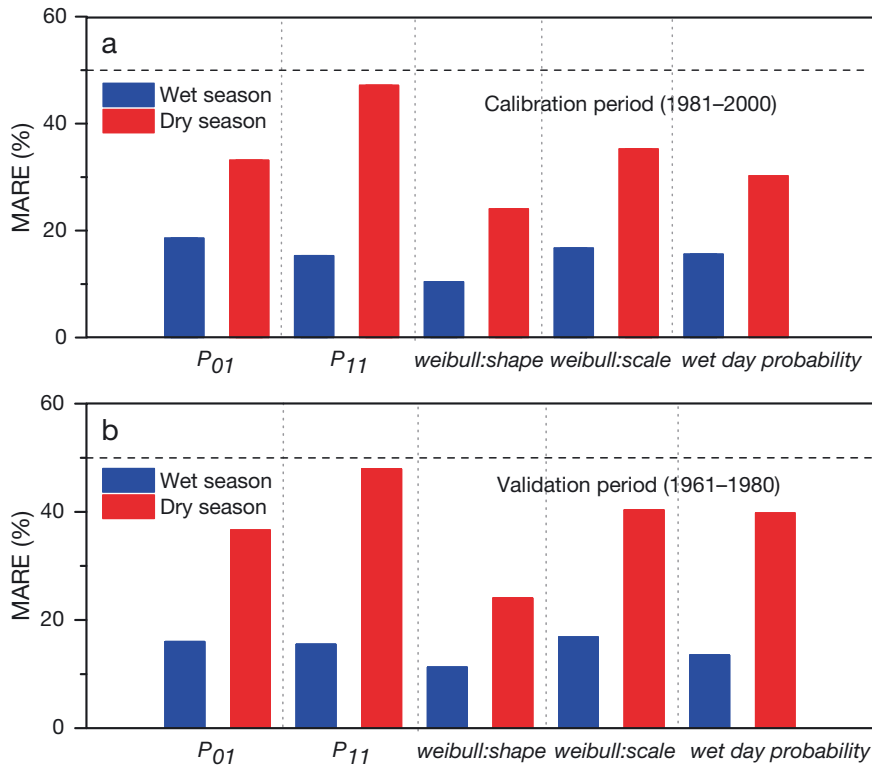 60
a
Wet season
Dry season
Calibration period (1981–2000)
40
20
0
MARE (%)
P01 P11 weibull:shape weibull:scale wet day probability
60
b
Wet season
Dry season
Validation period (1961–1980)
40
20
0
MARE (%)
P01 P11 weibull:shape weibull:scale wet day probability